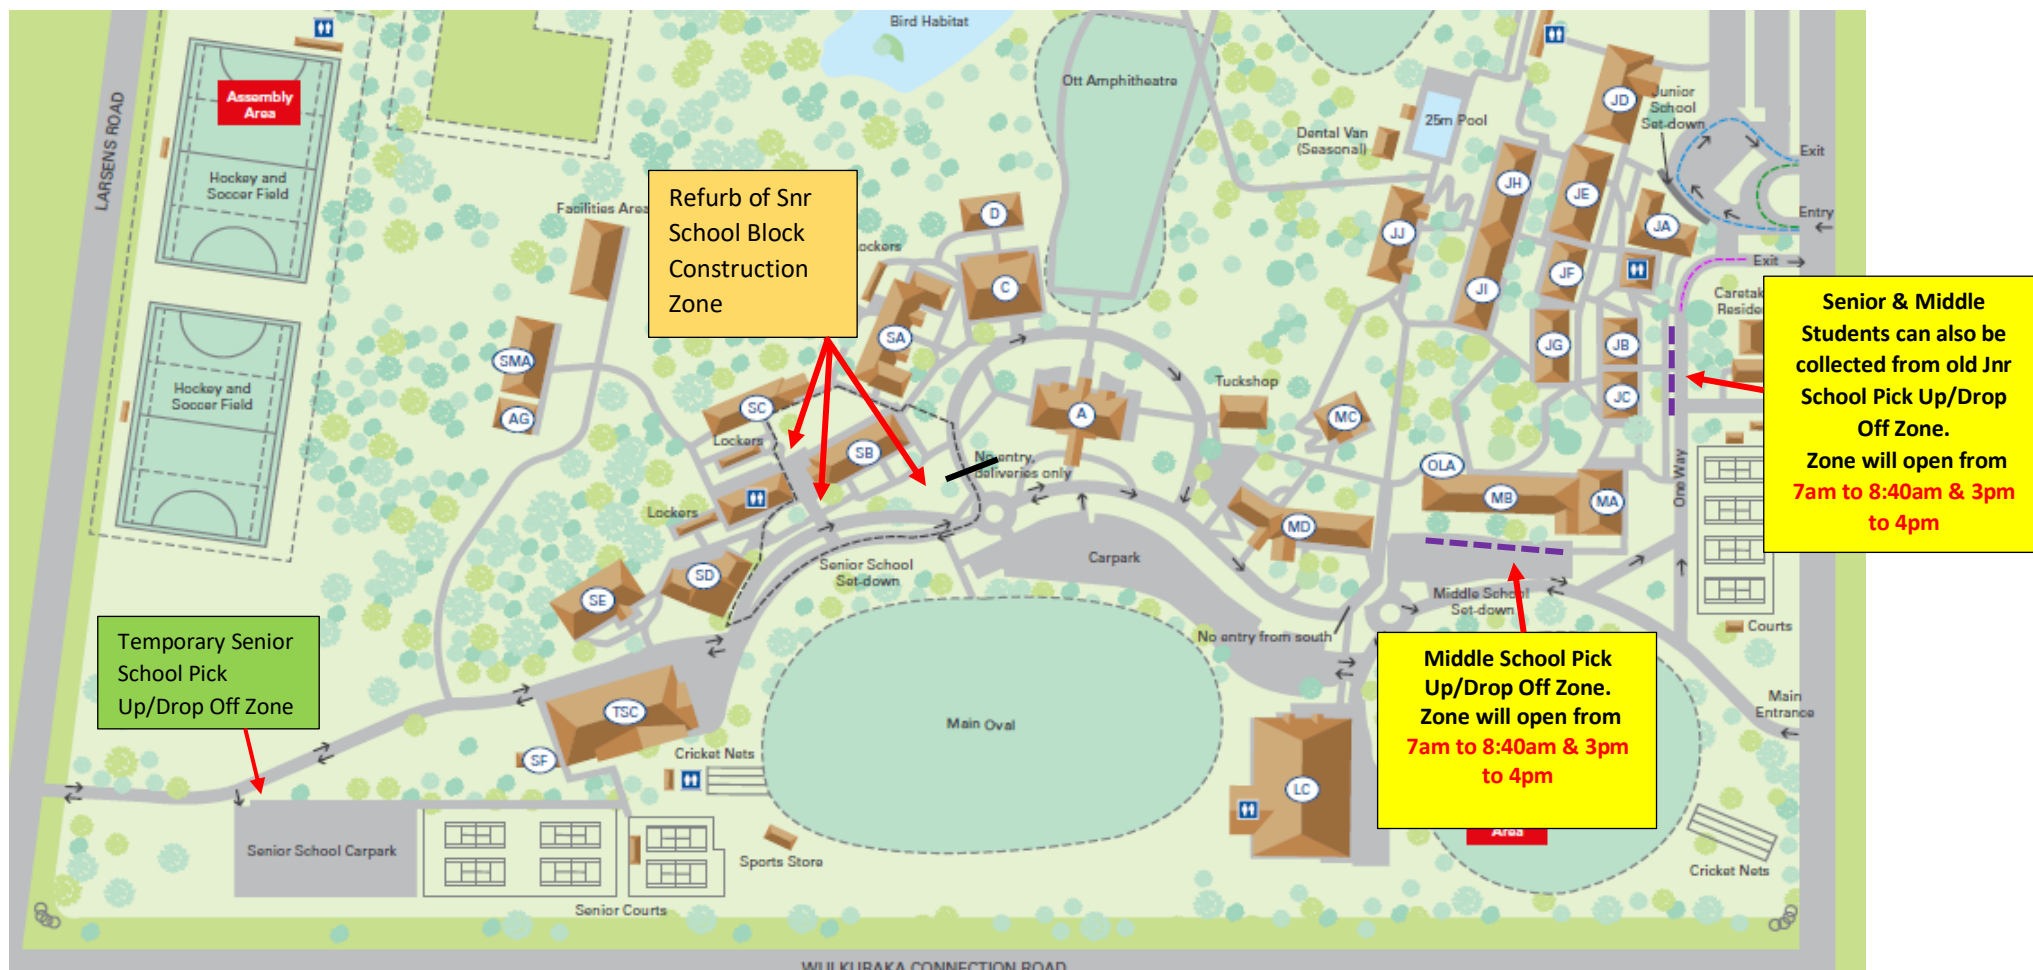 Bird Habitat
Ott Amphitheatre
LARSENS ROAD
Assembly
Area
Hockey and
Soccer Field
Hockey and
Soccer Field
Facilities Area
Refurb of Snr
School Block
Construction
Zone
Lockers
D
C
SA
SMA
AG
SC
Lockers
SB
Lockers
SD
SE
A
No entry,
deliveries only
Senior School
Set-down
Carpark
Tuckshop
MC
MD
Dental Van
(Seasonal)
25m Pool
JD
Junior
School
Set-down
Exit
Entry
JH
JE
JA
JJ
JI
JF
Exit
JG
JB
JC
OLA
MB
MA
One Way
Senior & Middle
Students can also be
collected from old Jnr
School Pick Up/Drop
Off Zone.
Zone will open from
7am to 8:40am & 3pm
to 4pm
Middle School
Set-down
No entry from south
Courts
Main
Entrance
Middle School Pick
Up/Drop Off Zone.
Zone will open from
7am to 8:40am & 3pm
to 4pm
Area
Cricket Nets
Temporary Senior
School Pick
Up/Drop Off Zone
TSC
SF
Cricket Nets
Main Oval
LC
Senior School Carpark
Sports Store
Senior Courts
WULKURAKA CONNECTION ROAD